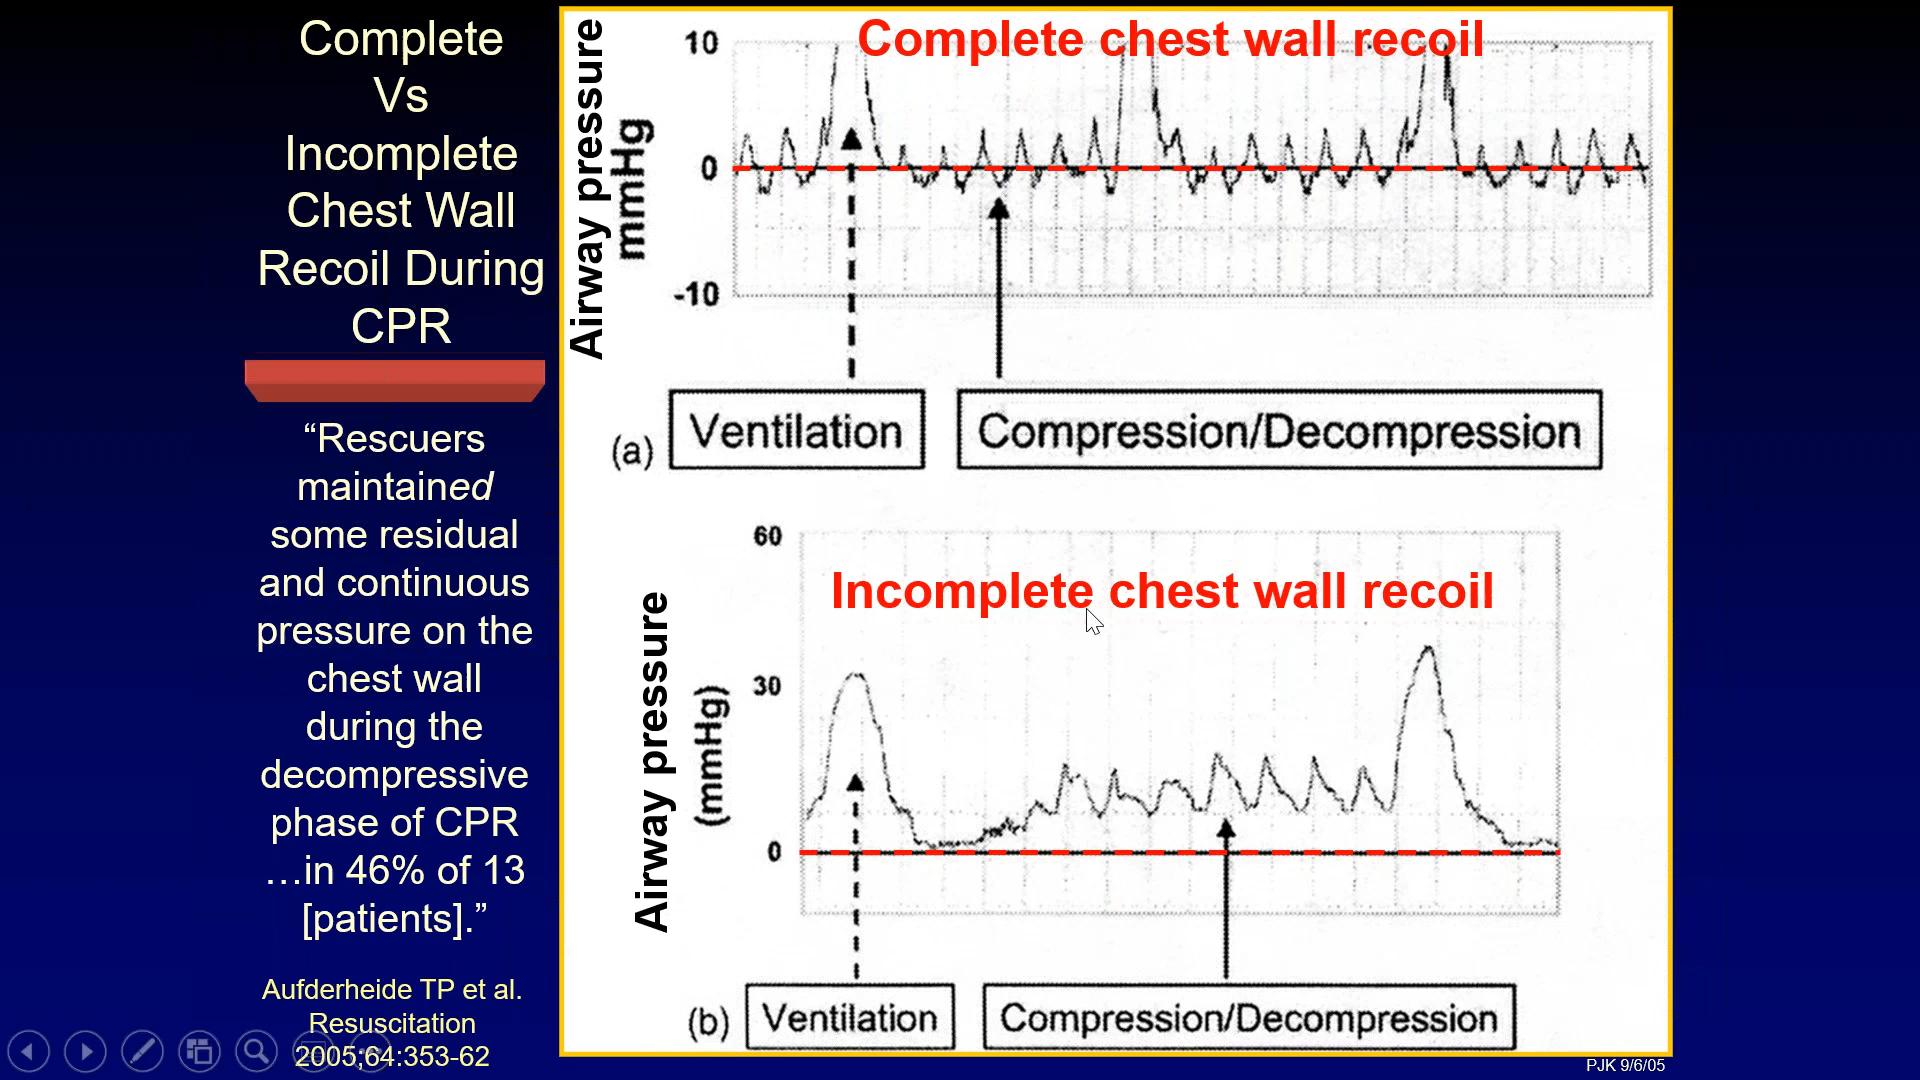 Complete
Vs
Incomplete
Chest Wall
Recoil During
CPR
“Rescuers
maintained
some residual
and continuous
pressure on the
chest wall
during the
decompressive
phase of CPR
…in 46% of 13
[patients].”
Aufderheide TP et al.
Resuscitation
2005;64:353-62
Complete chest wall recoil
Airway pressure
mmHg
10
0
-10
(a)
Ventilation
Compression/Decompression
Incomplete chest wall recoil
Airway pressure
(mmHg)
60
30
0
(b)
Ventilation
Compression/Decompression
PJK 9/6/05